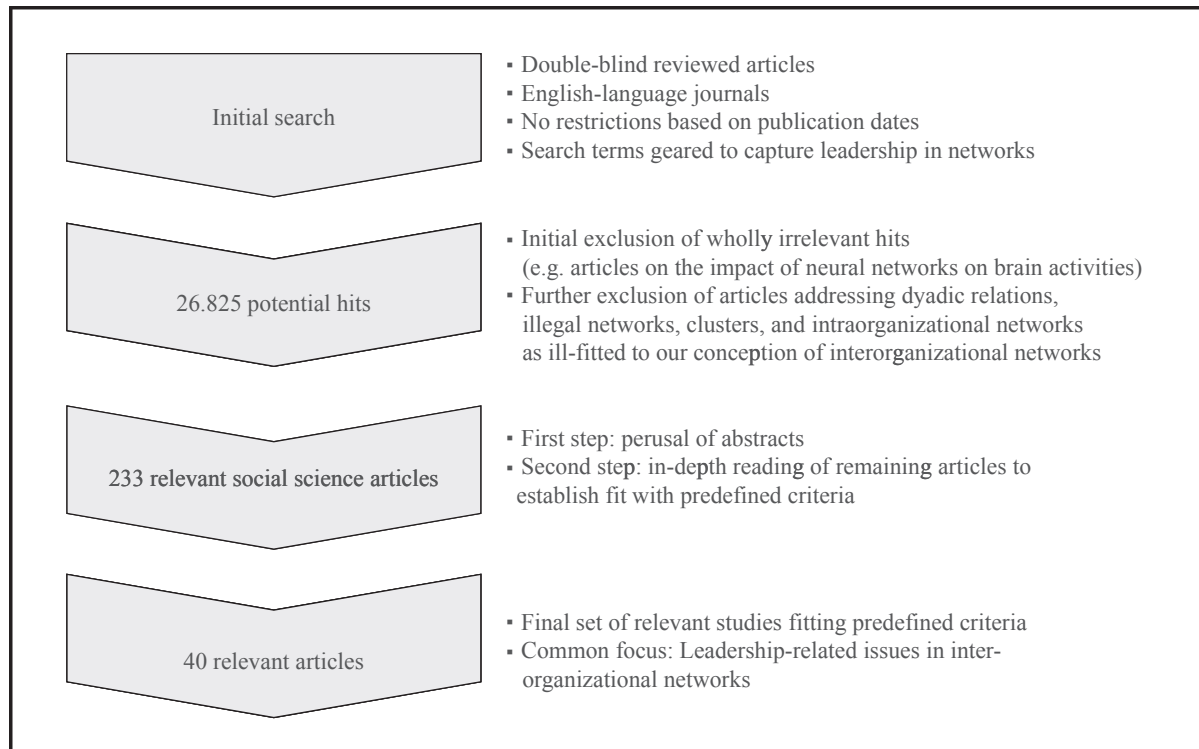 Initial search
▪ Double-blind reviewed articles
▪ English-language journals
▪ No restrictions based on publication dates
▪ Search terms geared to capture leadership in networks
26.825 potential hits
▪ Initial exclusion of wholly irrelevant hits
(e.g. articles on the impact of neural networks on brain activities)
▪ Further exclusion of articles addressing dyadic relations,
illegal networks, clusters, and intraorganizational networks
as ill-fitted to our conception of interorganizational networks
233 relevant social science articles
▪ First step: perusal of abstracts
▪ Second step: in-depth reading of remaining articles to
establish fit with predefined criteria
40 relevant articles
▪ Final set of relevant studies fitting predefined criteria
▪ Common focus: Leadership-related issues in inter-
organizational networks